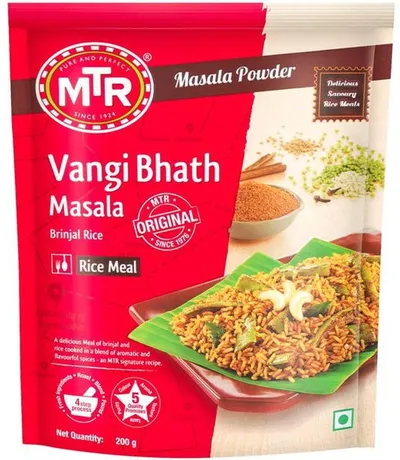 PURE AND PERFECT
MTR
SINCE 1924
®
Masala Powder
Delicious
Savoury
Rice Meals
Vangi Bhath
Masala
Brinjal Rice
MTR
ORIGINAL
SINCE 1976
Rice Meal
A delicious Meal of brinjal and
rice cooked in a blend of aromatic and
flavourful spices - an MTR signature recipe.
4 step
process
5
Quality Promises
Net Quantity: 200 g